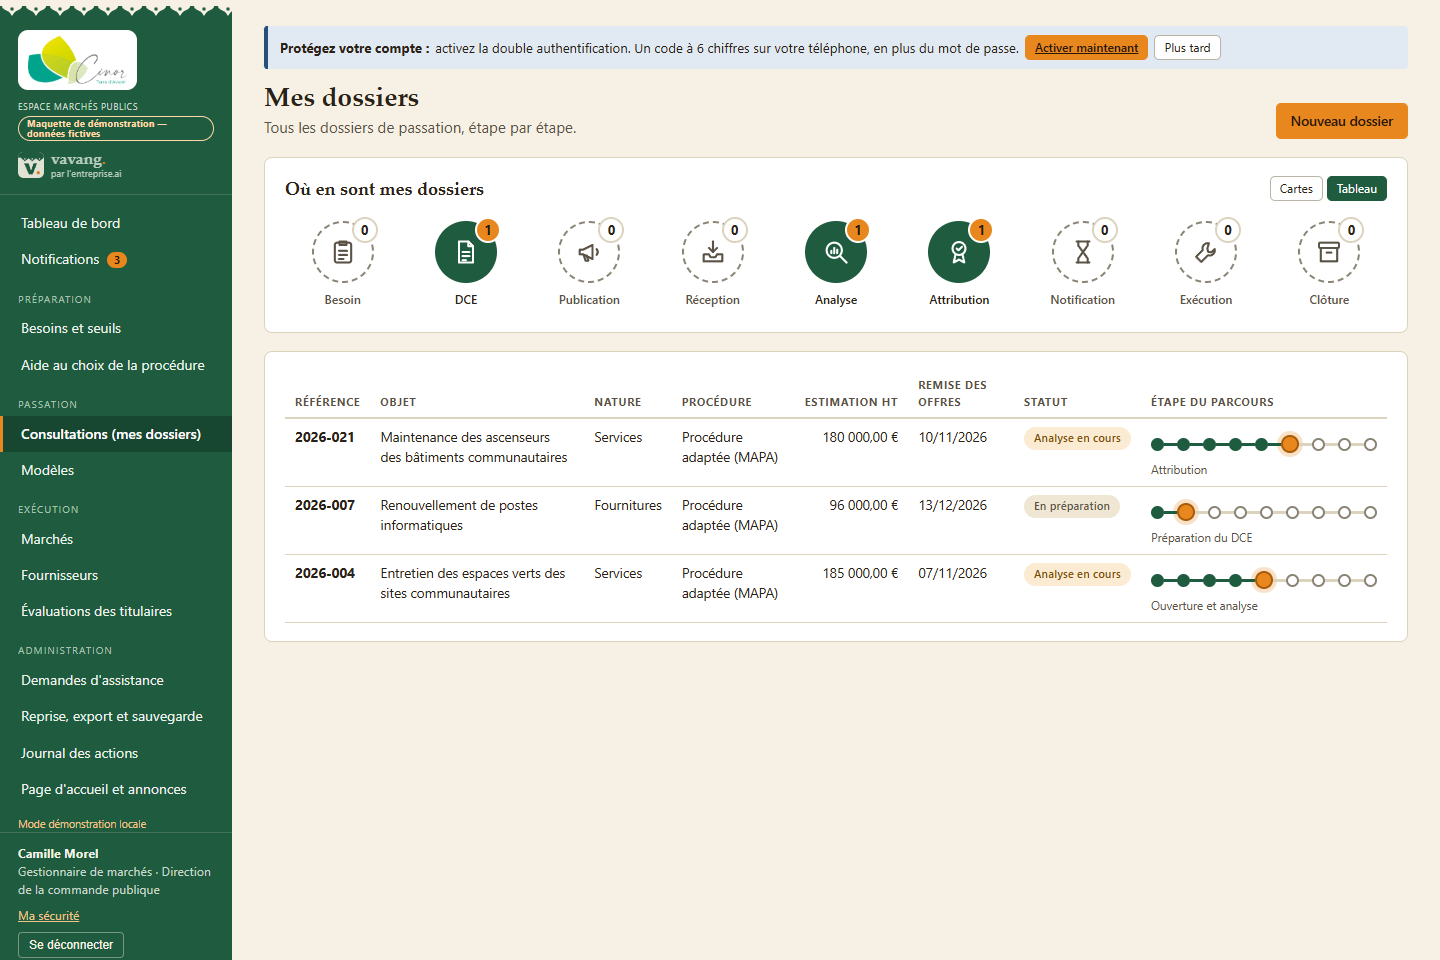 Cinor
ESPACE MARCHÉS PUBLICS
Maquette de démonstration —
données fictives
vavang.
par l'entreprise.ai
Tableau de bord
Notifications 3
PRÉPARATION
Besoins et seuils
Aide au choix de la procédure
PASSATION
Consultations (mes dossiers)
Modèles
EXÉCUTION
Marchés
Fournisseurs
Évaluations des titulaires
ADMINISTRATION
Demandes d'assistance
Reprise, export et sauvegarde
Journal des actions
Page d'accueil et annonces
Mode démonstration locale
Camille Morel
Gestionnaire de marchés · Direction
de la commande publique
Ma sécurité
Se déconnecter
Protégez votre compte : activez la double authentification. Un code à 6 chiffres sur votre téléphone, en plus du mot de passe. Activer maintenant Plus tard
Mes dossiers
Tous les dossiers de passation, étape par étape.
Nouveau dossier
Où en sont mes dossiers
Cartes Tableau
0 1 0 0 1 1 0 0 0
Besoin DCE Publication Réception Analyse Attribution Notification Exécution Clôture
RÉFÉRENCE OBJET NATURE PROCÉDURE ESTIMATION HT REMISE DES OFFRES STATUT ÉTAPE DU PARCOURS
2026-021 Maintenance des ascenseurs Services Procédure 180 000,00 € 10/11/2026 Analyse en cours
des bâtiments communautaires adaptée (MAPA)
Attribution
2026-007 Renouvellement de postes Fournitures Procédure 96 000,00 € 13/12/2026 En préparation
informatiques adaptée (MAPA)
Préparation du DCE
2026-004 Entretien des espaces verts des Services Procédure 185 000,00 € 07/11/2026 Analyse en cours
sites communautaires adaptée (MAPA)
Ouverture et analyse